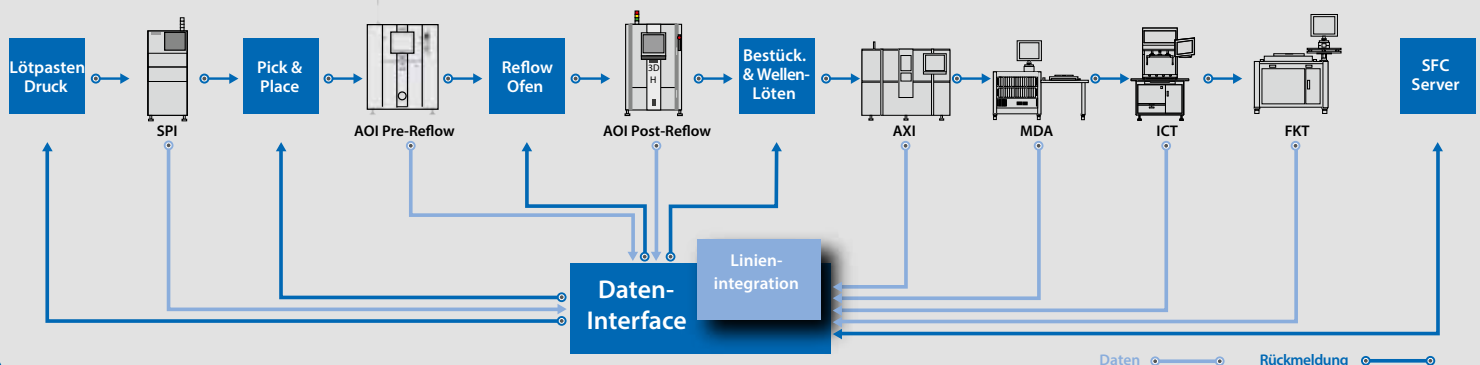 Lötpasten
Druck
SPI
Pick &
Place
AOI Pre-Reflow
Reflow
Ofen
3D
H
AOI Post-Reflow
Bestück.
& Wellen-
Löten
AXI
MDA
ICT
FKT
SFC
Server
Daten-
Interface
Linien-
integration
Daten
Rückmeldung